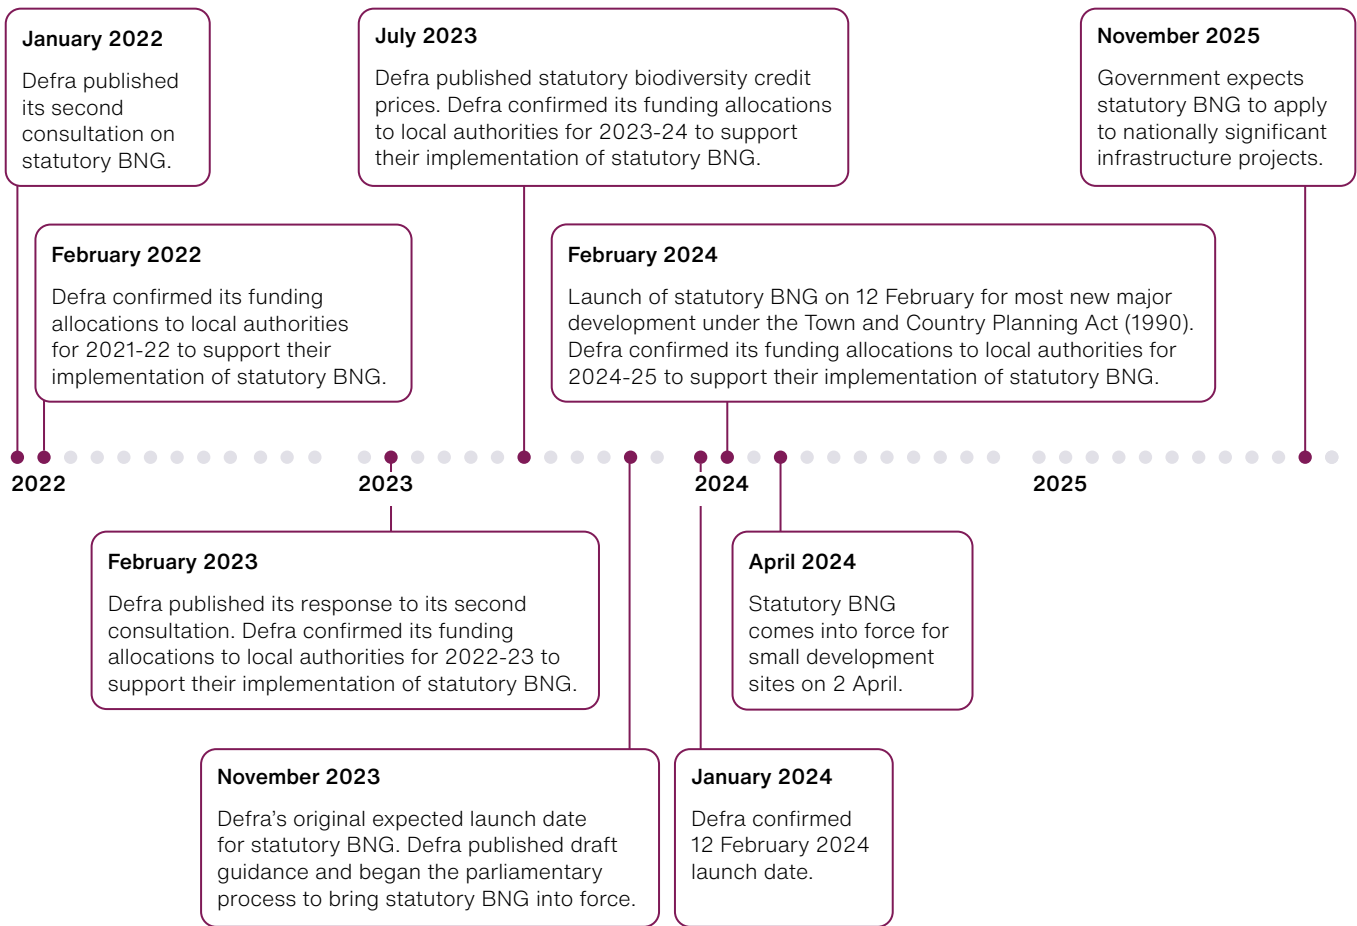 January 2022
Defra published
its second
consultation on
statutory BNG.
July 2023
Defra published statutory biodiversity credit
prices. Defra confirmed its funding allocations
to local authorities for 2023-24 to support
their implementation of statutory BNG.
November 2025
Government expects
statutory BNG to apply
to nationally significant
infrastructure projects.
February 2022
Defra confirmed its funding
allocations to local authorities
for 2021-22 to support their
implementation of statutory BNG.
February 2024
Launch of statutory BNG on 12 February for most new major
development under the Town and Country Planning Act (1990).
Defra confirmed its funding allocations to local authorities for
2024-25 to support their implementation of statutory BNG.
2022
2023
2024
2025
February 2023
Defra published its response to its second
consultation. Defra confirmed its funding
allocations to local authorities for 2022-23 to
support their implementation of statutory BNG.
April 2024
Statutory BNG
comes into force for
small development
sites on 2 April.
November 2023
Defra’s original expected launch date
for statutory BNG. Defra published draft
guidance and began the parliamentary
process to bring statutory BNG into force.
January 2024
Defra confirmed
12 February 2024
launch date.